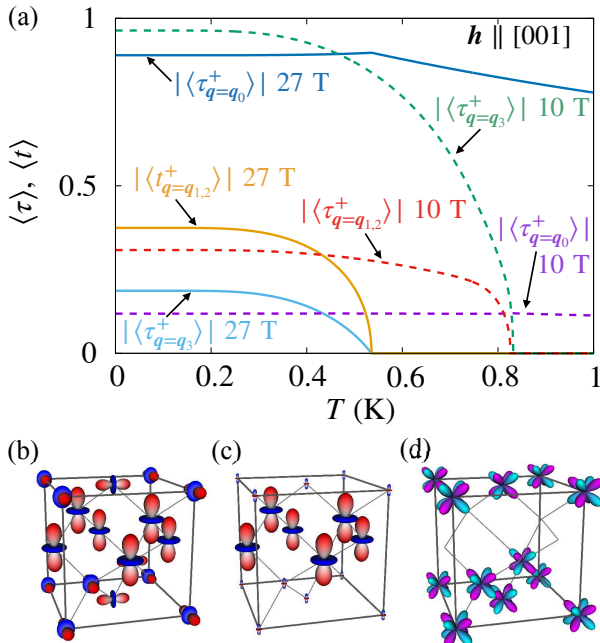 (a)
1
0.5
0
⟨τ⟩, ⟨t⟩
h ∥ [001]
|⟨τ⁺_{q=q₀}⟩| 27 T
|⟨τ⁺_{q=q₃}⟩| 10 T
|⟨t⁺_{q=q₁,₂}⟩| 27 T
|⟨τ⁺_{q=q₁,₂}⟩| 10 T
|⟨τ⁺_{q=q₀}⟩|
10 T
|⟨τ⁺_{q=q₃}⟩| 27 T
0 0.2 0.4 0.6 0.8 1
T (K)
(b) (c) (d)